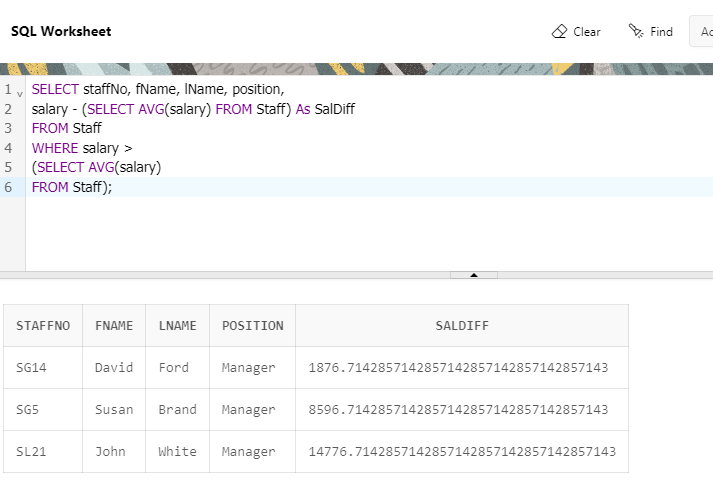 SQL Worksheet Clear Find Ac
1 SELECT staffNo, fName, lName, position,
2 salary - (SELECT AVG(salary) FROM Staff) As SalDiff
3 FROM Staff
4 WHERE salary >
5 (SELECT AVG(salary)
6 FROM Staff);
STAFFNO FNAME LNAME POSITION SALDIFF
SG14 David Ford Manager 1876.7142857142857142857142857142857143
SG5 Susan Brand Manager 8596.7142857142857142857142857142857143
SL21 John White Manager 14776.7142857142857142857142857142857143